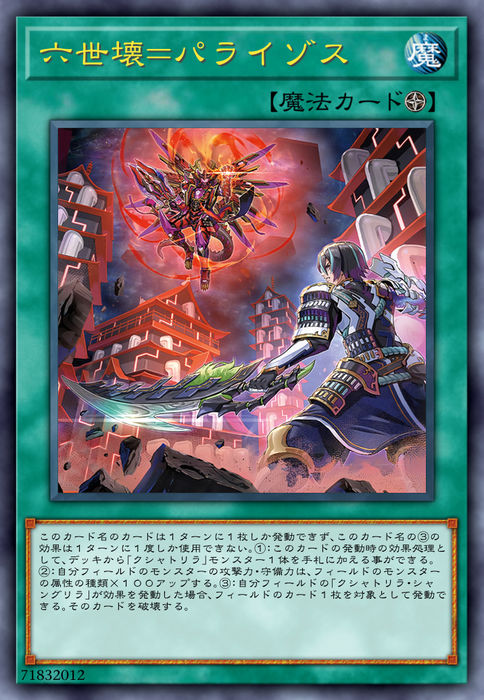 六世壊＝パライゾス
魔
【魔法カード】
このカード名のカードは１ターンに１枚しか発動できず、このカード名の③の
効果は１ターンに１度しか使用できない。①：このカードの発動時の効果処理と
して、デッキから「クシャトリラ」モンスター１体を手札に加える事ができる。
②：自分フィールドのモンスターの攻撃力・守備力は、フィールドのモンスター
の属性の種類×１００アップする。③：自分フィールドの「クシャトリラ・シャ
ングリラ」が効果を発動した場合、フィールドのカード１枚を対象として発動でき
る。そのカードを破壊する。
71832012